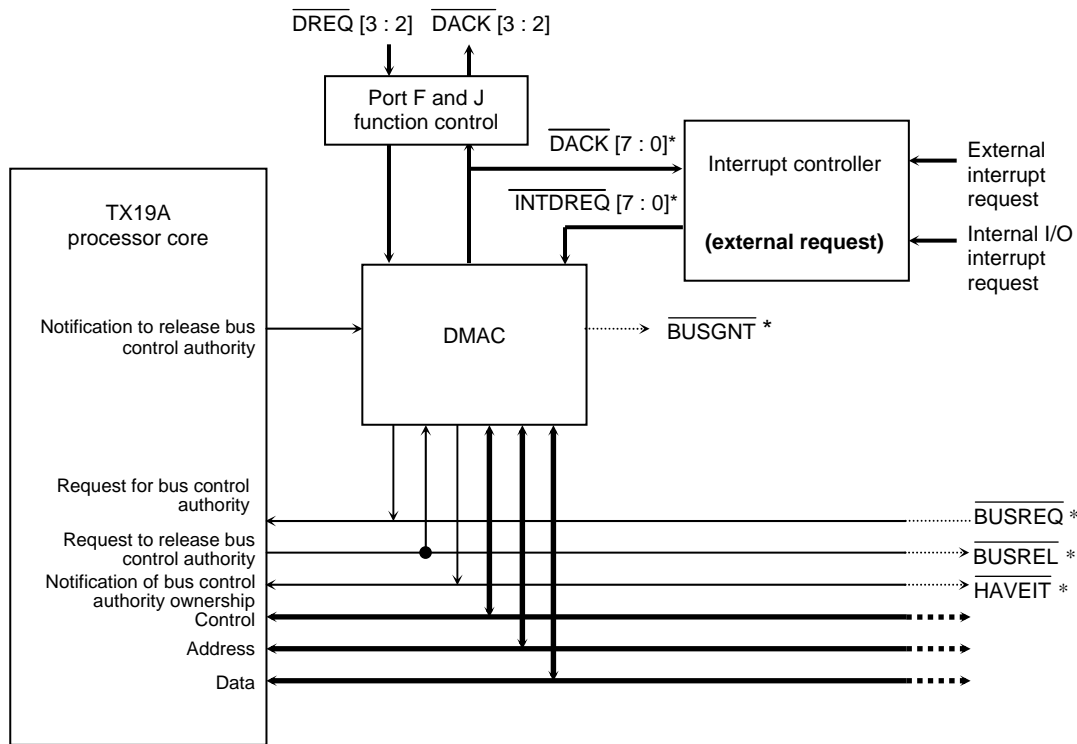 DREQ [3 : 2] DACK [3 : 2]
Port F and J
function control
DACK [7 : 0]*
INTDREQ [7 : 0]*
Interrupt controller
(external request)
External
interrupt
request
Internal I/O
interrupt
request
TX19A
processor core
Notification to release bus
control authority
DMAC
BUSGNT *
Request for bus control
authority
BUSREQ *
Request to release bus
control authority
BUSREL *
Notification of bus control
authority ownership
HAVEIT *
Control
Address
Data